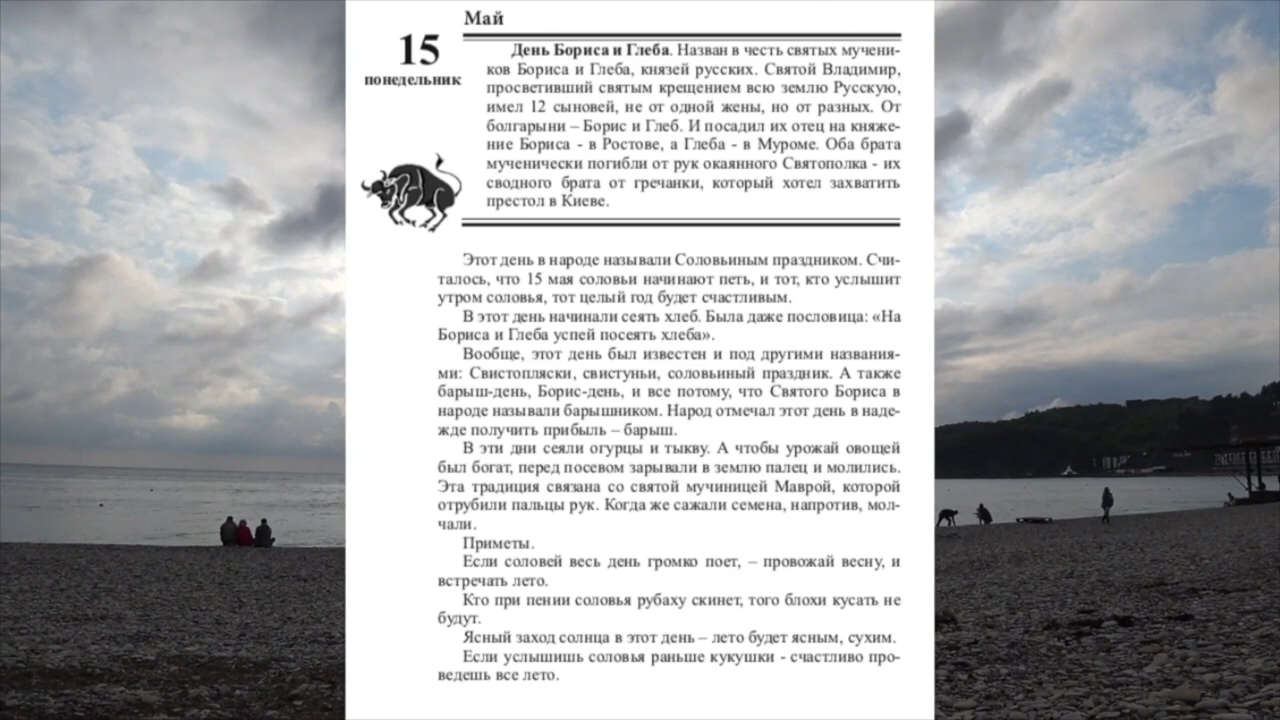 Май
15
понедельник
День Бориса и Глеба. Назван в честь святых мучени-
ков Бориса и Глеба, князей русских. Святой Владимир,
просветивший святым крещением всю землю Русскую,
имел 12 сыновей, не от одной жены, но от разных. От
болгарыни – Борис и Глеб. И посадил их отец на княже-
ние Бориса - в Ростове, а Глеба - в Муроме. Оба брата
мученически погибли от рук окаянного Святополка - их
сводного брата от гречанки, который хотел захватить
престол в Киеве.
Этот день в народе называли Соловьиным праздником. Счи-
талось, что 15 мая соловьи начинают петь, и тот, кто услышит
утром соловья, тот целый год будет счастливым.
В этот день начинали сеять хлеб. Была даже пословица: «На
Бориса и Глеба успей посеять хлеба».
Вообще, этот день был известен и под другими названия-
ми: Свистопляски, свистуньи, соловьиный праздник. А также
барыш-день, Борис-день, и все потому, что Святого Бориса в
народе называли барышником. Народ отмечал этот день в наде-
жде получить прибыль – барыш.
В эти дни сеяли огурцы и тыкву. А чтобы урожай овощей
был богат, перед посевом зарывали в землю палец и молились.
Эта традиция связана со святой мучиницей Маврой, которой
отрубили пальцы рук. Когда же сажали семена, напротив, мол-
чали.
Приметы.
Если соловей весь день громко поет, – провожай весну, и
встречать лето.
Кто при пении соловья рубаху скинет, того блохи кусать не
будут.
Ясный заход солнца в этот день – лето будет ясным, сухим.
Если услышишь соловья раньше кукушки - счастливо про-
ведешь все лето.